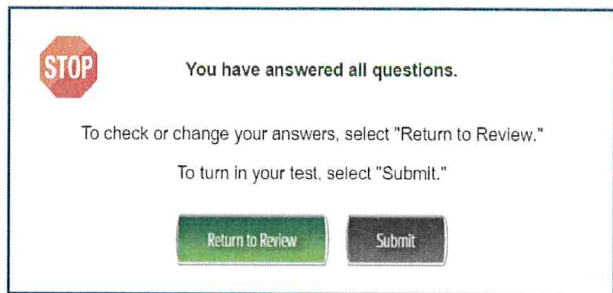 STOP
You have answered all questions.
To check or change your answers, select "Return to Review."
To turn in your test, select "Submit."
Return to Review
Submit